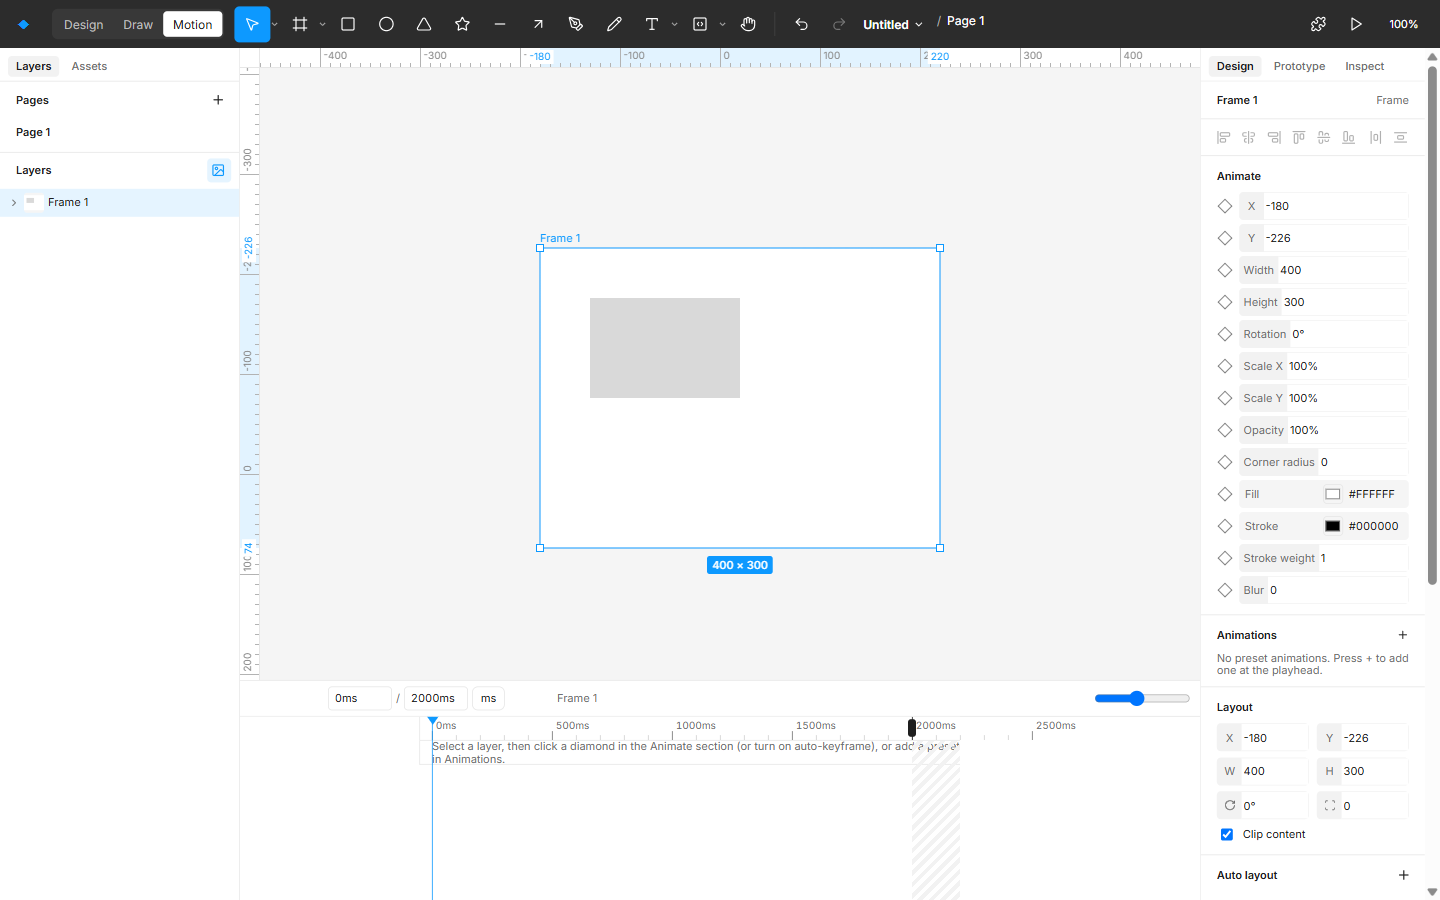 Design Draw Motion
Untitled / Page 1
100%
Layers Assets
Pages
Page 1
Layers
Frame 1
-400 -300 -180 -100 0 100 220 300 400
-300 -226 -100 0 74 100 200
Frame 1
400 × 300
0ms / 2000ms ms Frame 1
0ms 500ms 1000ms 1500ms 2000ms 2500ms
Select a layer, then click a diamond in the Animate section (or turn on auto-keyframe), or add a preset
in Animations.
Design Prototype Inspect
Frame 1 Frame
Animate
X -180
Y -226
Width 400
Height 300
Rotation 0°
Scale X 100%
Scale Y 100%
Opacity 100%
Corner radius 0
Fill #FFFFFF
Stroke #000000
Stroke weight 1
Blur 0
Animations
No preset animations. Press + to add
one at the playhead.
Layout
X -180 Y -226
W 400 H 300
0° 0
Clip content
Auto layout